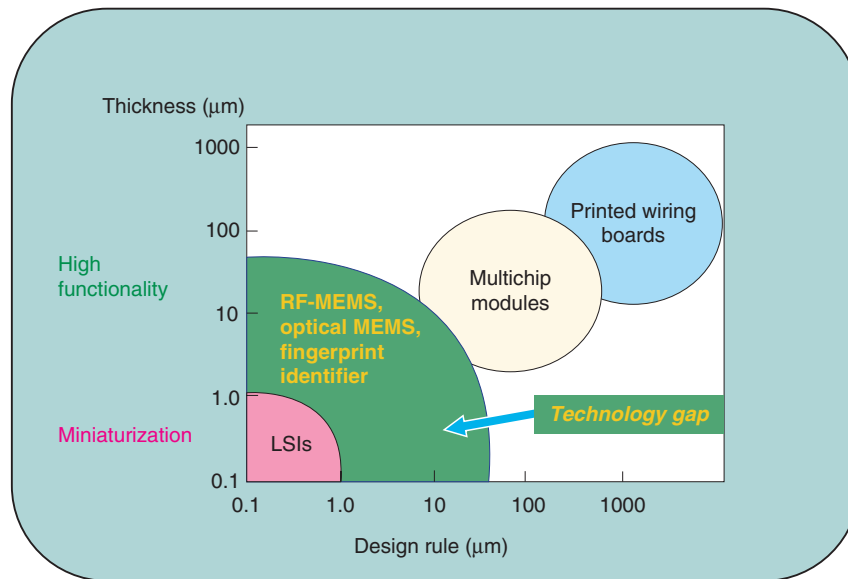 Thickness (μm)
1000
100
10
1.0
0.1
High
functionality
Miniaturization
Printed wiring
boards
Multichip
modules
RF-MEMS,
optical MEMS,
fingerprint
identifier
Technology gap
LSIs
0.1
1.0
10
100
1000
Design rule (μm)